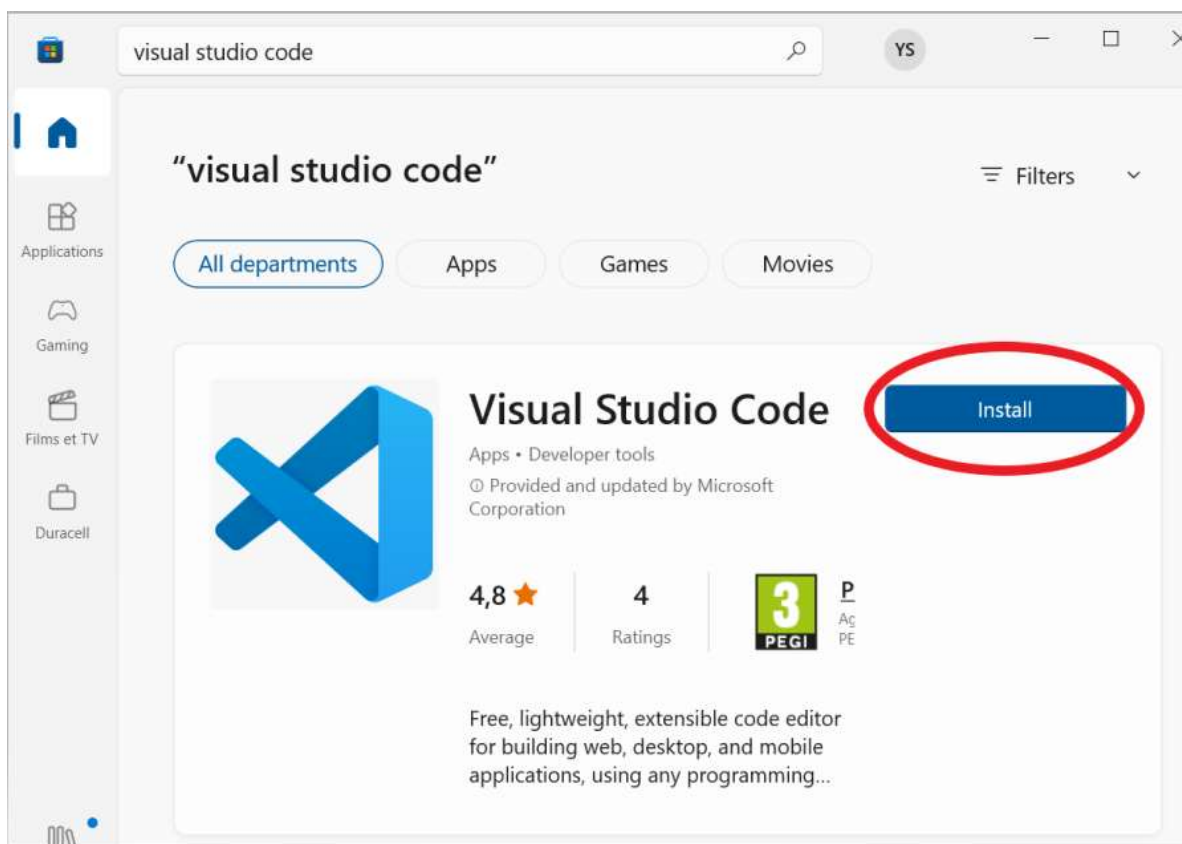 visual studio code
YS
“visual studio code”
Filters
Applications
All departments
Apps
Games
Movies
Gaming
Films et TV
Duracell
Visual Studio Code
Install
Apps • Developer tools
Provided and updated by Microsoft
Corporation
4,8
4
3
PEGI
P
Ag
PE
Average
Ratings
Free, lightweight, extensible code editor
for building web, desktop, and mobile
applications, using any programming...